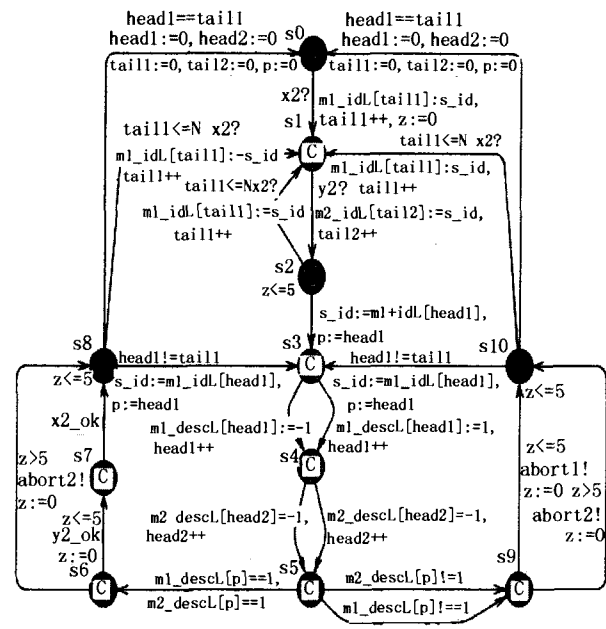 head1==tail1
head1:=0, head2:=0
s0
head1==tail1
head1:=0, head2:=0
tail1:=0, tail2:=0, p:=0
tail1:=0, tail2:=0, p:=0
x2?
m1_idL[tail1]:s_id,
s1
tail1++, z:=0
tail1<=N x2?
tail1<=N x2?
C
m1_idL[tail1]:-s_id
m1_idL[tail1]:s_id,
tail1++
tail1<=Nx2?
y2? tail1++
m1_idL[tail1]:=s_id
m2_idL[tail2]:=s_id,
tail1++
tail2++
s2
z<=5
s_id:=m1+idL[head1],
p:=head1
s8
s3
s10
head1!=tail1
head1!=tail1
C
z<=5
s_id:=m1_idL[head1],
s_id:=m1_idL[head1],
z<=5
p:=head1
p:=head1
x2_ok
m1_descL[head1]:=-1
m1_descL[head1]:=1,
head1++
head1++
z<=5
s7
s4
z>5
C
C
abort1!
abort2!
z:=0 z>5
z:=0
z<=5
m2 descL[head2]=-1,
m2_descL[head2]=-1,
abort2!
y2_ok
head2++
head2++
z:=0
z:=0
s6
s5
s9
m1_descL[p]==1,
m2_descL[p]!=1
C
C
C
m2_descL[p]==1
m1_descL[p]!==1